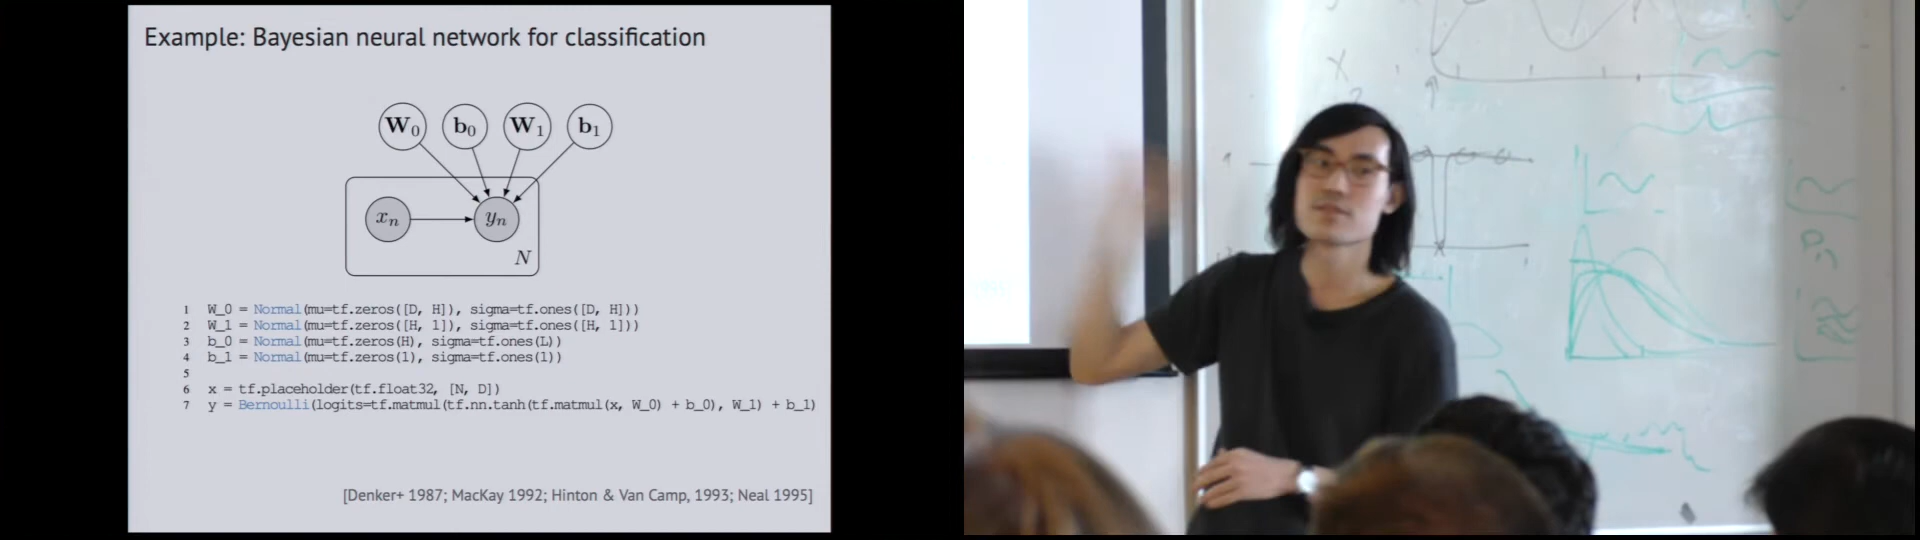 Example: Bayesian neural network for classification
W0 b0 W1 b1
xn yn
N
1 W_0 = Normal(mu=tf.zeros([D, H]), sigma=tf.ones([D, H]))
2 W_1 = Normal(mu=tf.zeros([H, 1]), sigma=tf.ones([H, 1]))
3 b_0 = Normal(mu=tf.zeros(H), sigma=tf.ones(L))
4 b_1 = Normal(mu=tf.zeros(1), sigma=tf.ones(1))
5
6 x = tf.placeholder(tf.float32, [N, D])
7 y = Bernoulli(logits=tf.matmul(tf.nn.tanh(tf.matmul(x, W_0) + b_0), W_1) + b_1)
[Denker+ 1987; MacKay 1992; Hinton & Van Camp, 1993; Neal 1995]